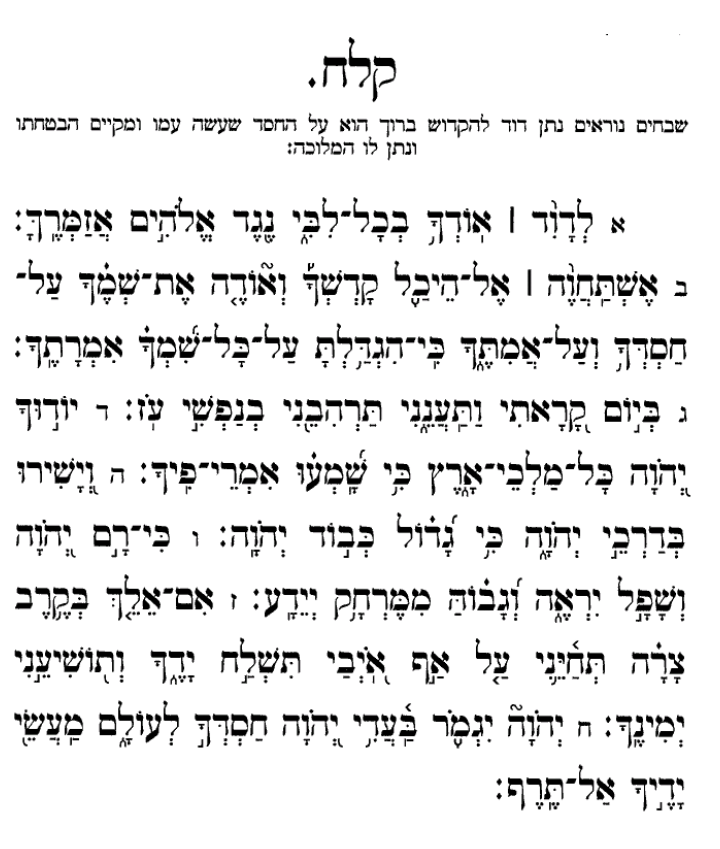 קלח.
שבחים נוראים נתן דוד להקדוש ברוך הוא על החסד שעשה עמו ומקיים הבטחתו
ונתן לו המלוכה:
א לְדָוִ֨ד ׀ אוֹדְךָ֥ בְכׇל־לִבִּ֑י נֶ֖גֶד אֱלֹהִ֣ים אֲזַמְּרֶֽךָּ׃
ב אֶשְׁתַּחֲוֶ֨ה ׀ אֶל־הֵיכַ֪ל קׇדְשְׁךָ֡ וְא֘וֹדֶ֤ה אֶת־שְׁמֶ֗ךָ עַל־
חַסְדְּךָ֥ וְעַל־אֲמִתֶּ֑ךָ כִּֽי־הִגְדַּ֥לְתָּ עַל־כׇּל־שִׁ֝מְךָ֗ אִמְרָתֶֽךָ׃
ג בְּי֣וֹם קָ֭רָאתִי וַֽתַּעֲנֵ֑נִי תַּרְהִבֵ֖נִי בְנַפְשִׁ֣י עֹֽז׃ ד יוֹד֣וּךָ
יְ֭הֹוָה כׇּל־מַלְכֵי־אָ֑רֶץ כִּ֥י שָׁ֝מְע֗וּ אִמְרֵי־פִֽיךָ׃ ה וְ֭יָשִׁירוּ
בְּדַרְכֵ֣י יְהֹוָ֑ה כִּ֥י גָ֝ד֗וֹל כְּב֣וֹד יְהֹוָֽה׃ ו כִּי־רָ֣ם יְ֭הֹוָה
וְשָׁפָ֣ל יִרְאֶ֑ה וְ֝גָבֹ֗והַּ מִמֶּרְחָ֥ק יְיֵדָֽע׃ ז אִם־אֵלֵ֤ךְ בְּקֶ֥רֶב
צָרָ֗ה תְּחַ֫יֵּ֥נִי עַ֤ל אַ֣ף אֹ֭יְבַי תִּשְׁלַ֣ח יָדֶ֑ךָ וְת֖וֹשִׁיעֵ֣נִי
יְמִינֶֽךָ׃ ח יְהֹוָה֮ יִגְמֹ֢ר בַּ֫עֲדִ֥י יְ֭הֹוָה חַסְדְּךָ֣ לְעוֹלָ֑ם מַֽעֲשֵׂ֖י
יָדֶ֣יךָ אַל־תֶּֽרֶף׃